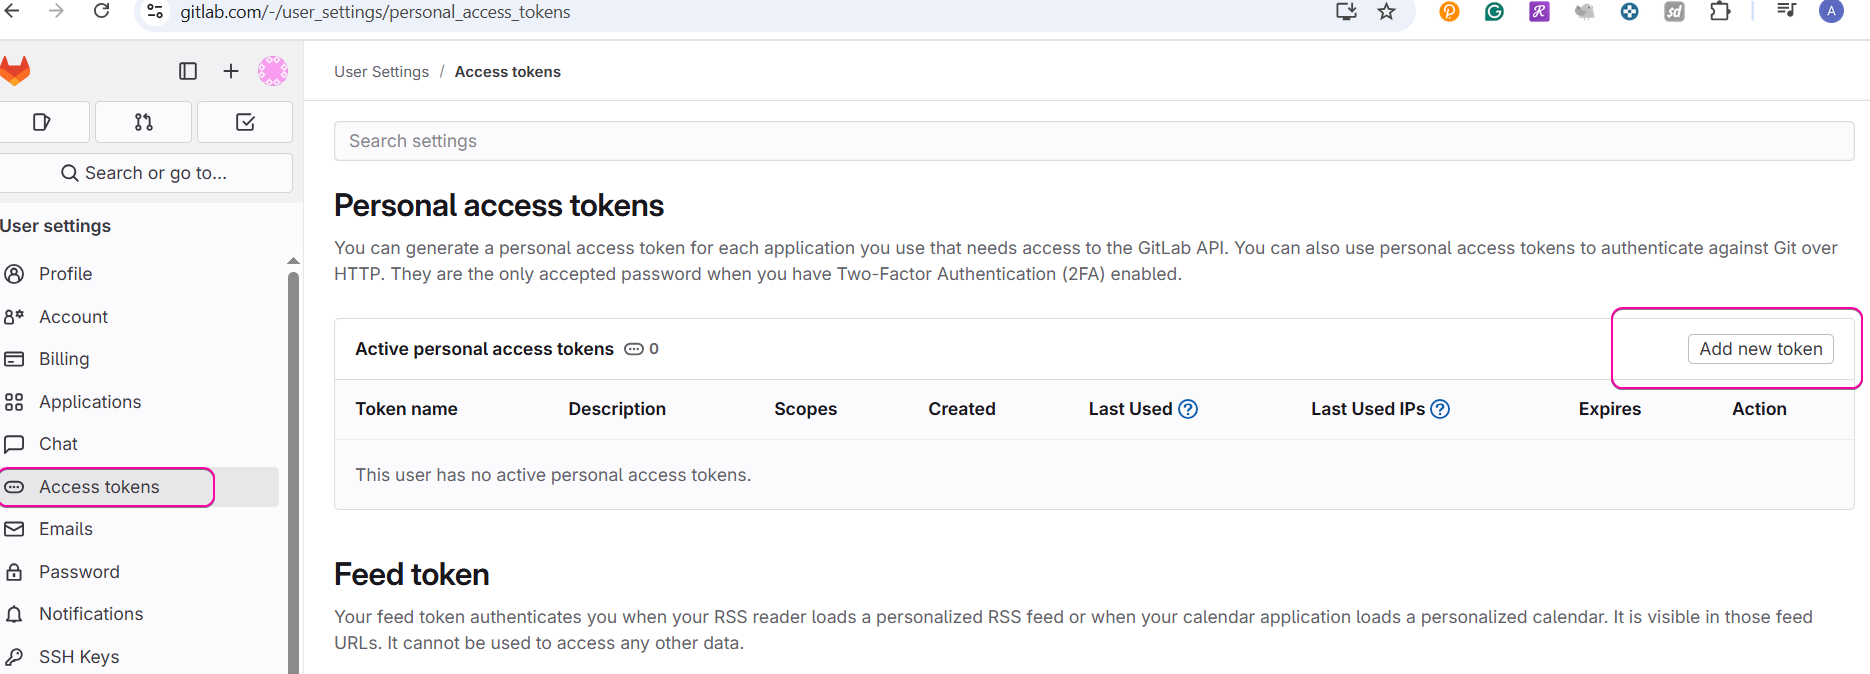 gitlab.com/-/user_settings/personal_access_tokens
sd
A
User Settings / Access tokens
Search settings
Search or go to...
User settings
Profile
Account
Billing
Applications
Chat
Access tokens
Emails
Password
Notifications
SSH Keys
Personal access tokens
You can generate a personal access token for each application you use that needs access to the GitLab API. You can also use personal access tokens to authenticate against Git over
HTTP. They are the only accepted password when you have Two-Factor Authentication (2FA) enabled.
Active personal access tokens 0
Add new token
Token name Description Scopes Created Last Used ? Last Used IPs ? Expires Action
This user has no active personal access tokens.
Feed token
Your feed token authenticates you when your RSS reader loads a personalized RSS feed or when your calendar application loads a personalized calendar. It is visible in those feed
URLs. It cannot be used to access any other data.